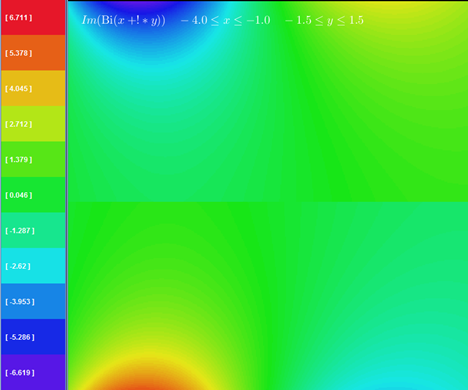 Im(Bi(x +! * y)) − 4.0 ≤ x ≤ −1.0 − 1.5 ≤ y ≤ 1.5
[ 6.711 ]
[ 5.378 ]
[ 4.045 ]
[ 2.712 ]
[ 1.379 ]
[ 0.046 ]
[ -1.287 ]
[ -2.62 ]
[ -3.953 ]
[ -5.286 ]
[ -6.619 ]